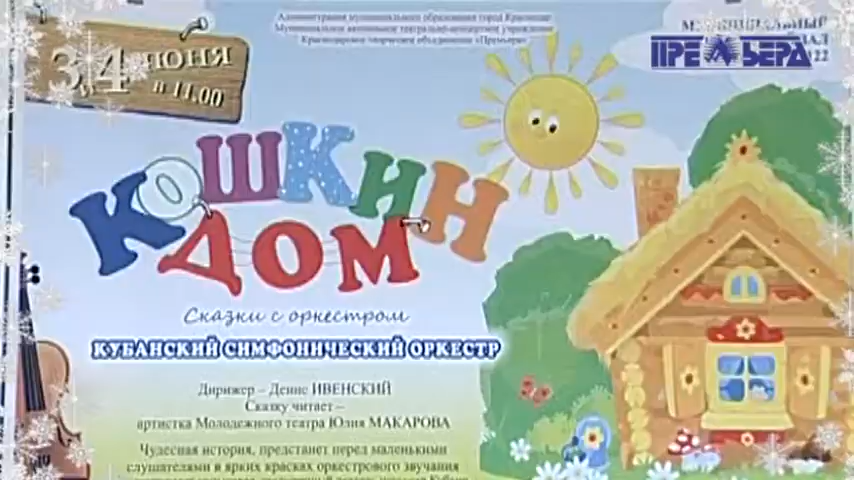 Администрация муниципального образования город Краснодар
Муниципальное автономное театрально-концертное учреждение
Краснодарское творческое объединение «Премьера»
ПРЕМЬЕРА
3 и 4 ИЮНЯ
в 11.00
КОШКИН
ДОМ
Сказки с оркестром
КУБАНСКИЙ СИМФОНИЧЕСКИЙ ОРКЕСТР
Дирижер – Денис ИВЕНСКИЙ
Сказку читает –
артистка Молодежного театра Юлия МАКАРОВА
Чудесная история, предстанет перед маленькими
слушателями в ярких красках оркестрового звучания